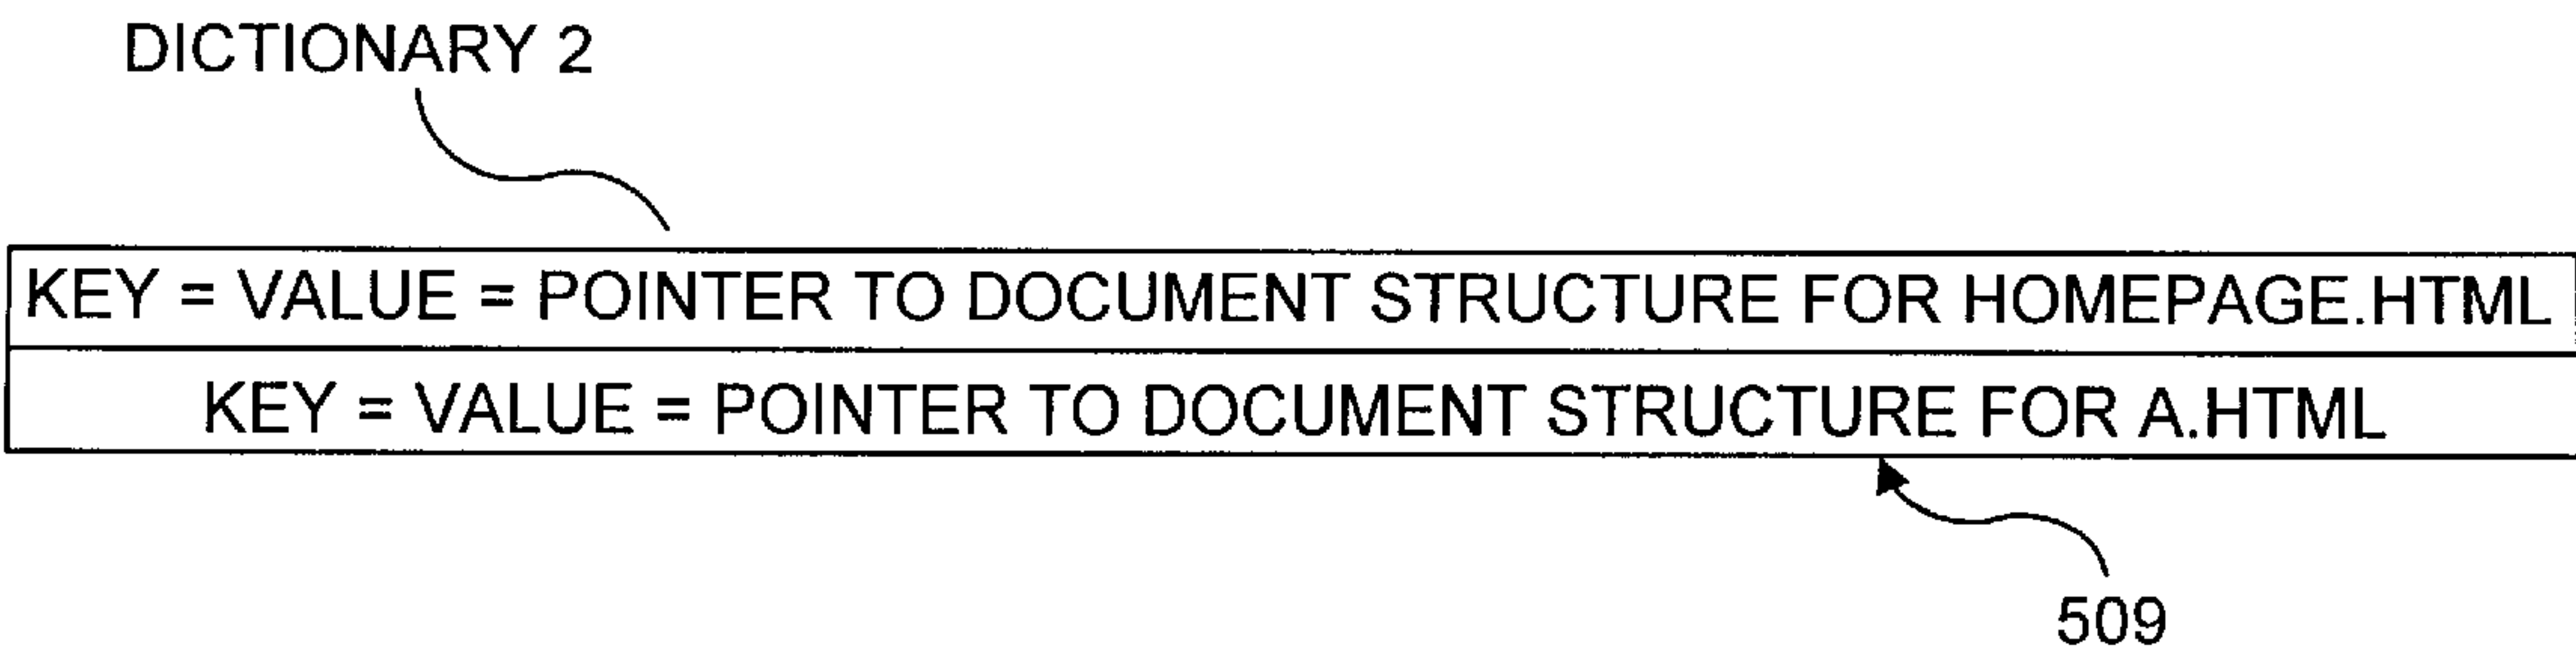 DICTIONARY 2
KEY = VALUE = POINTER TO DOCUMENT STRUCTURE FOR HOMEPAGE.HTML
KEY = VALUE = POINTER TO DOCUMENT STRUCTURE FOR A.HTML
509